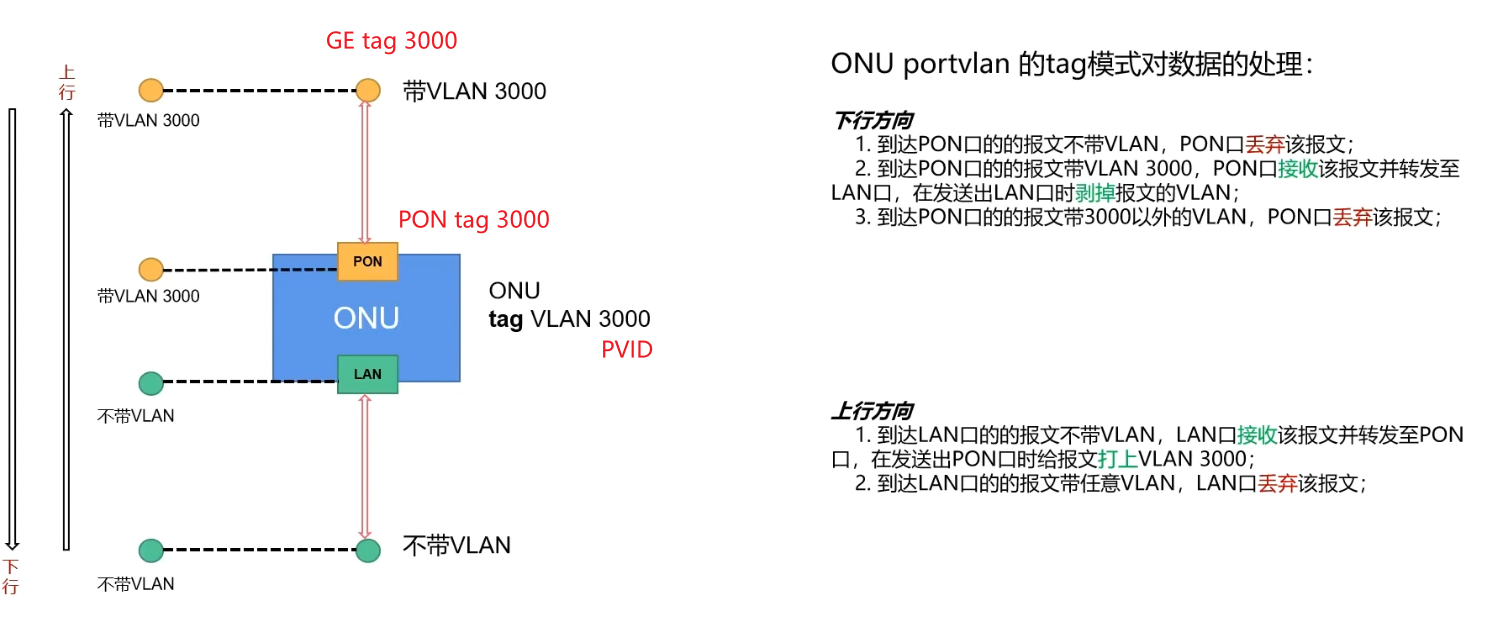 GE tag 3000
上行
带VLAN 3000
带VLAN 3000
PON tag 3000
PON
带VLAN 3000
ONU
ONU
tag VLAN 3000
PVID
LAN
不带VLAN
不带VLAN
不带VLAN
下行
ONU portvlan 的tag模式对数据的处理：
下行方向
1. 到达PON口的的报文不带VLAN，PON口丢弃该报文；
2. 到达PON口的的报文带VLAN 3000，PON口接收该报文并转发至
LAN口，在发送出LAN口时剥掉报文的VLAN；
3. 到达PON口的的报文带3000以外的VLAN，PON口丢弃该报文；
上行方向
1. 到达LAN口的的报文不带VLAN，LAN口接收该报文并转发至PON
口，在发送出PON口时给报文打上VLAN 3000；
2. 到达LAN口的的报文带任意VLAN，LAN口丢弃该报文；